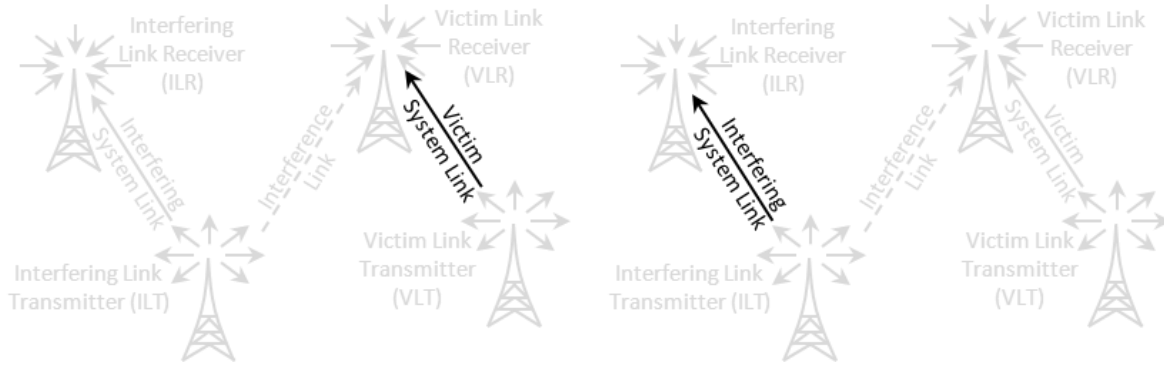 Interfering
Link Receiver
(ILR)
Interfering
System Link
Interference
Link
Victim Link
Receiver
(VLR)
Victim
System Link
Interfering Link
Transmitter (ILT)
Victim Link
Transmitter
(VLT)
Interfering
Link Receiver
(ILR)
Interfering
System Link
Interference
Link
Victim Link
Receiver
(VLR)
Victim
System Link
Interfering Link
Transmitter (ILT)
Victim Link
Transmitter
(VLT)